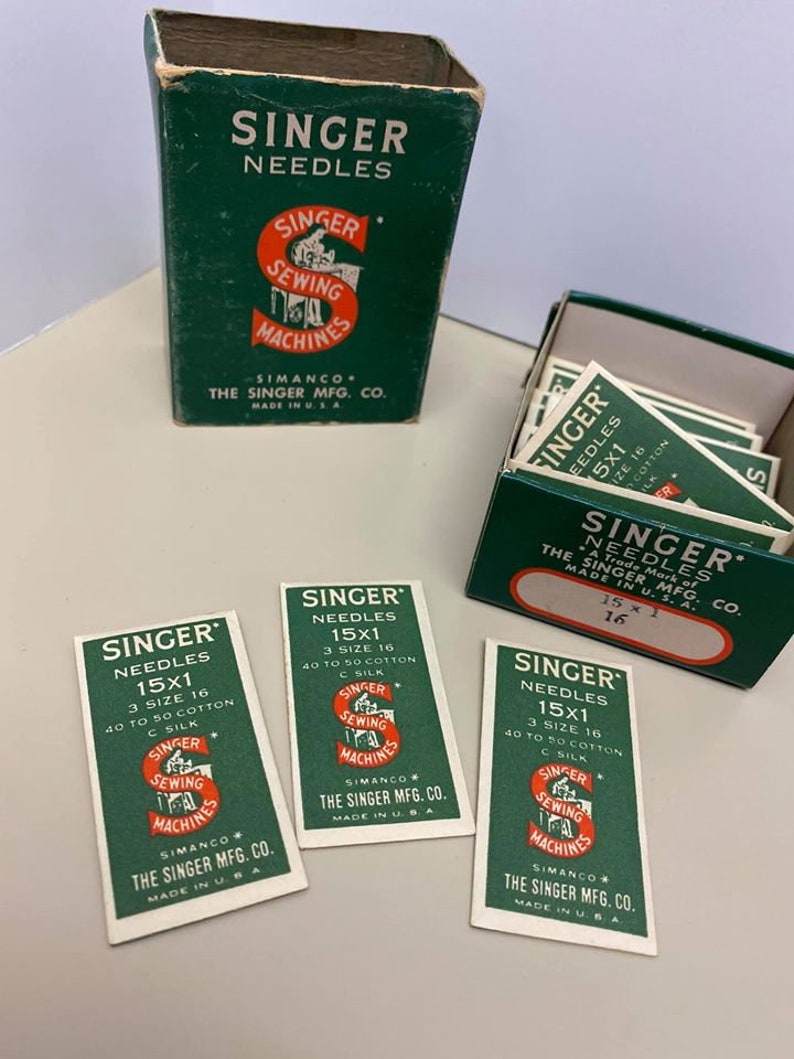 SINGER
NEEDLES
SINGER *
SEWING
MACHINES
SIMANCO*
THE SINGER MFG. CO.
MADE IN U.S.A.
SINGER*
NEEDLES
15X1
SIZE 16
COTTON
SINGER*
NEEDLES
*A Trade Mark of
THE SINGER MFG. CO.
MADE IN U.S.A.
15 x 1
16
SINGER*
NEEDLES
15X1
3 SIZE 16
40 TO 50 COTTON
C SILK
SINGER *
SEWING
MACHINES
SIMANCO*
THE SINGER MFG. CO.
MADE IN U. S. A
SINGER*
NEEDLES
15X1
3 SIZE 16
40 TO 50 COTTON
C SILK
SINGER *
SEWING
MACHINES
SIMANCO*
THE SINGER MFG. CO.
MADE IN U. S. A
SINGER*
NEEDLES
15X1
3 SIZE 16
40 TO 50 COTTON
C SILK
SINGER *
SEWING
MACHINES
SIMANCO*
THE SINGER MFG. CO.
MADE IN U. S. A.